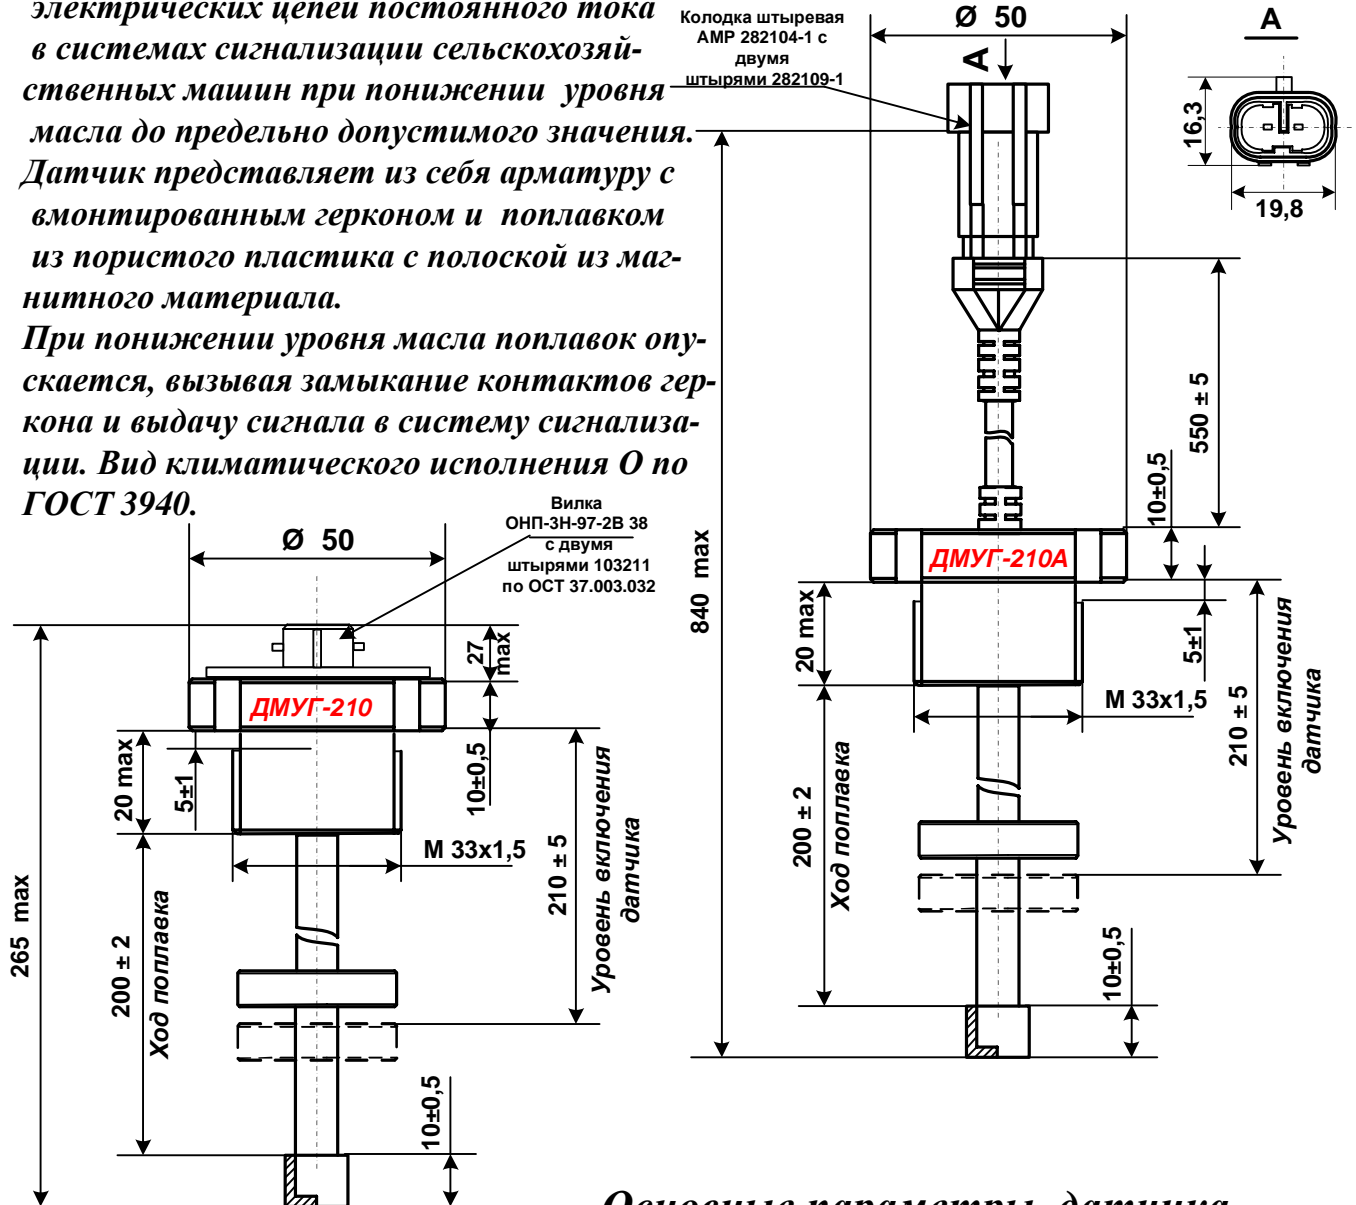 электрических цепей постоянного тока
в системах сигнализации сельскохозяй-
ственных машин при понижении уровня
масла до предельно допустимого значения.
Датчик представляет из себя арматуру с
вмонтированным герконом и поплавком
из пористого пластика с полоской из маг-
нитного материала.
При понижении уровня масла поплавок опу-
скается, вызывая замыкание контактов гер-
кона и выдачу сигнала в систему сигнализа-
ции. Вид климатического исполнения О по
ГОСТ 3940.
Колодка штыревая
АМР 282104-1 с
двумя
штырями 282109-1
Ø 50
А
А
16,3
19,8
840 max
550 ± 5
10±0,5
ДМУГ-210А
20 max
5±1
М 33х1,5
210 ± 5
Уровень включения
датчика
200 ± 2
Ход поплавка
10±0,5
Вилка
ОНП-3Н-97-2В 38
с двумя
штырями 103211
по ОСТ 37.003.032
Ø 50
27
max
ДМУГ-210
20 max
5±1
10±0,5
М 33х1,5
265 max
210 ± 5
Уровень включения
датчика
200 ± 2
Ход поплавка
10±0,5
Основные параметры датчика